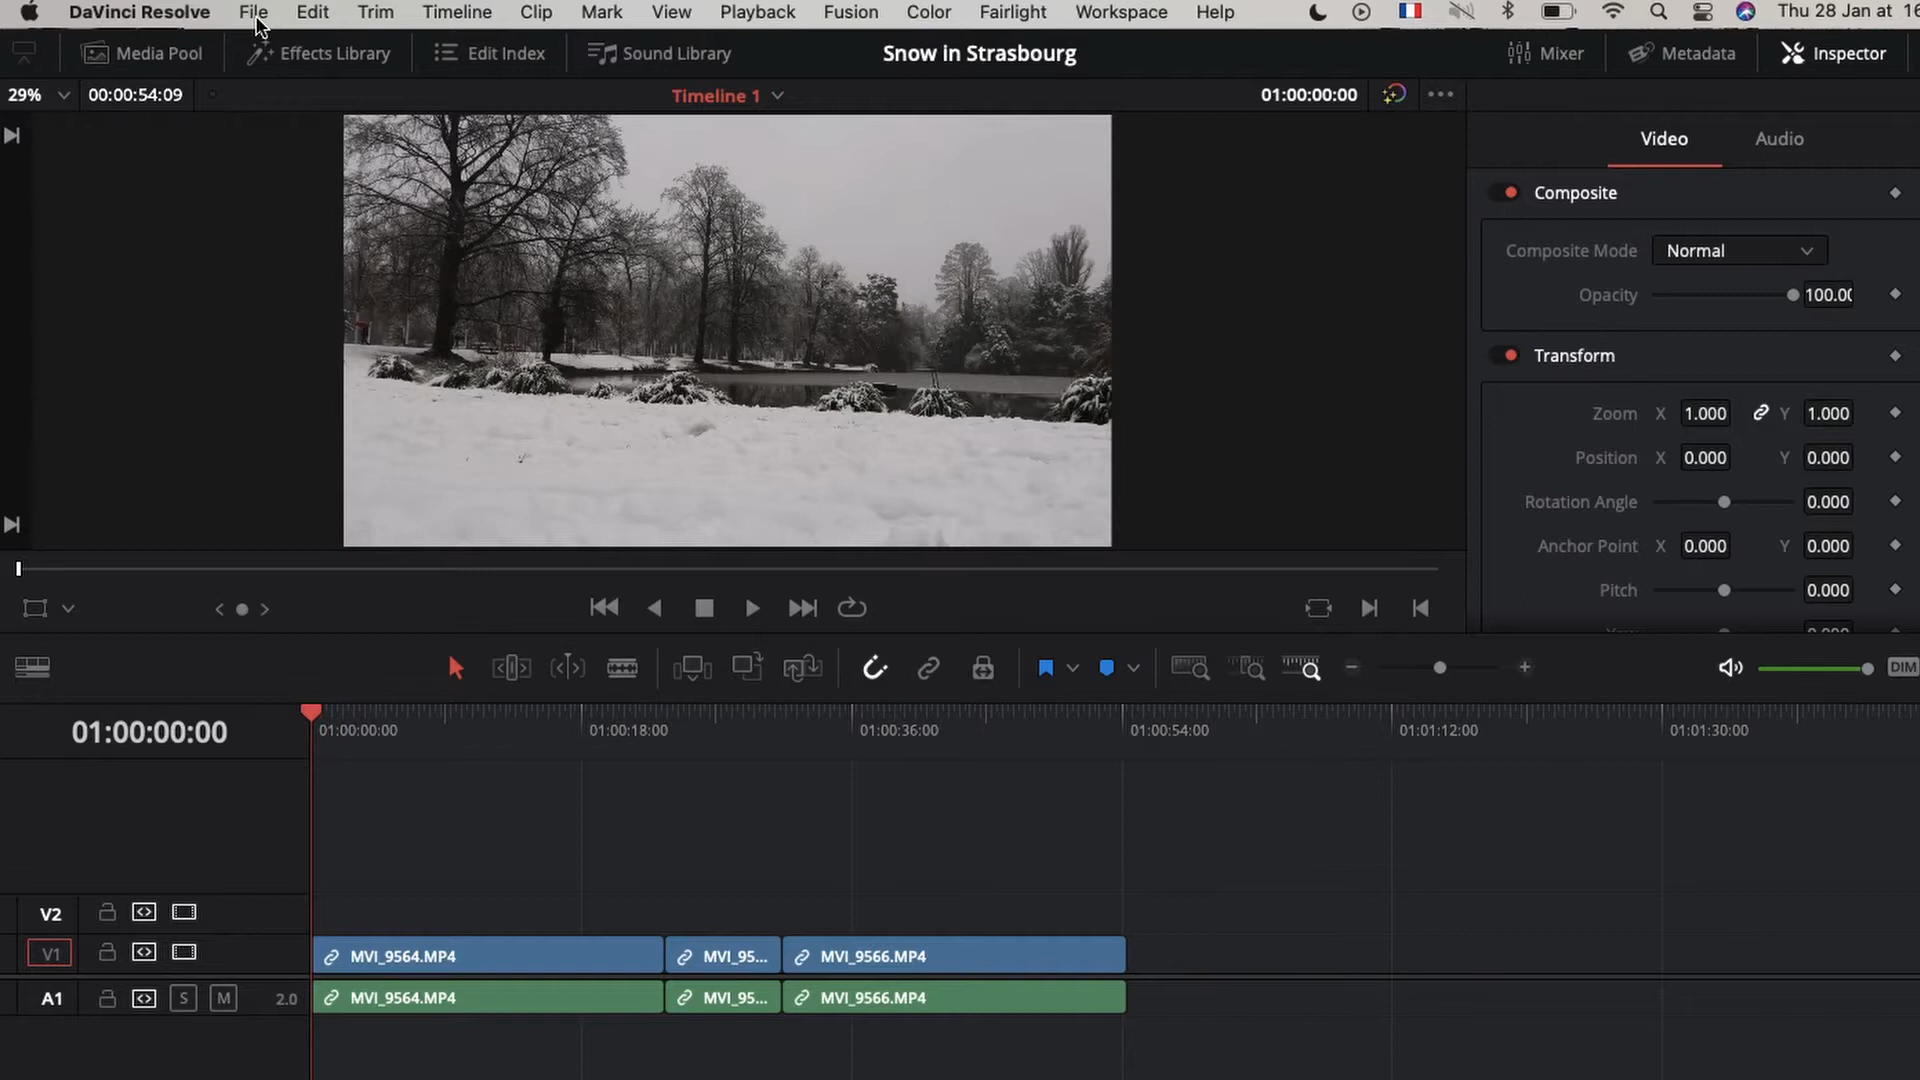 DaVinci Resolve File Edit Trim Timeline Clip Mark View Playback Fusion Color Fairlight Workspace Help Thu 28 Jan at 16
Media Pool Effects Library Edit Index Sound Library Snow in Strasbourg Mixer Metadata Inspector
29% 00:00:54:09 Timeline 1 01:00:00:00
Video Audio
Composite
Composite Mode Normal
Opacity 100.00
Transform
Zoom X 1.000 Y 1.000
Position X 0.000 Y 0.000
Rotation Angle 0.000
Anchor Point X 0.000 Y 0.000
Pitch 0.000
DIM
01:00:00:00 01:00:00:00 01:00:18:00 01:00:36:00 01:00:54:00 01:01:12:00 01:01:30:00
V2
V1 MVI_9564.MP4 MVI_95... MVI_9566.MP4
A1 S M 2.0 MVI_9564.MP4 MVI_95... MVI_9566.MP4